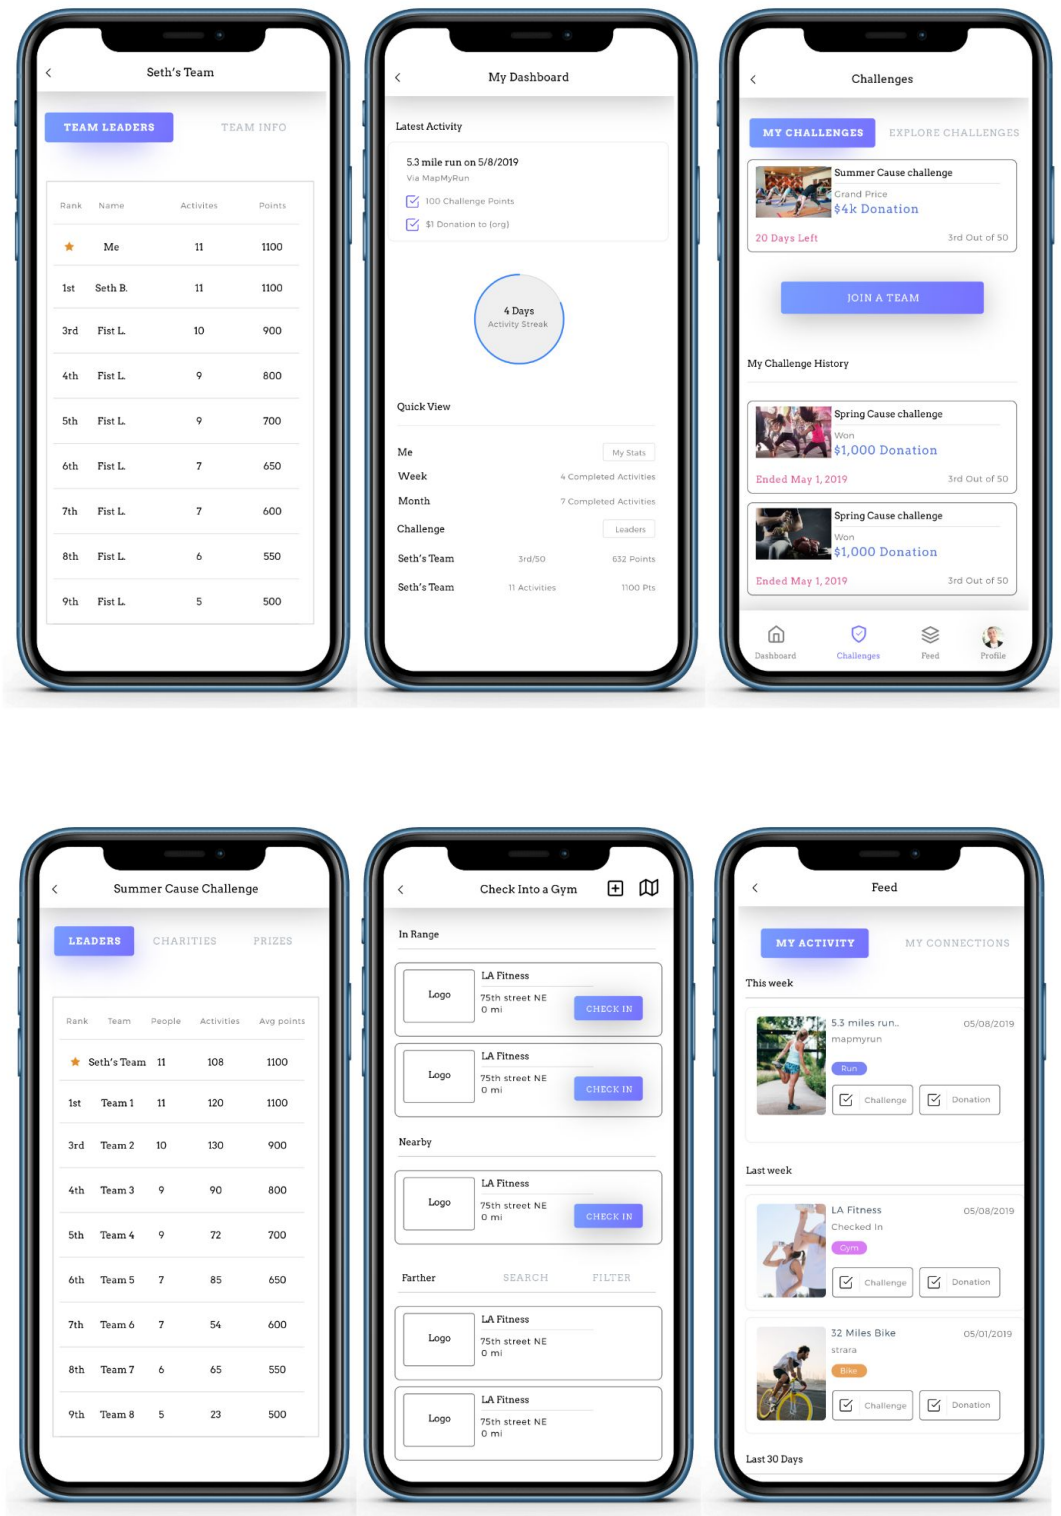 Seth's Team
TEAM LEADERS TEAM INFO
Rank Name Activites Points
Me 11 1100
1st Seth B. 11 1100
3rd Fist L. 10 900
4th Fist L. 9 800
5th Fist L. 9 700
6th Fist L. 7 650
7th Fist L. 7 600
8th Fist L. 6 550
9th Fist L. 5 500
My Dashboard
Latest Activity
5.3 mile run on 5/8/2019
Via MapMyRun
100 Challenge Points
$1 Donation to (org)
4 Days
Activity Streak
Quick View
Me My Stats
Week 4 Completed Activities
Month 7 Completed Activities
Challenge Leaders
Seth's Team 3rd/50 632 Points
Seth's Team 11 Activities 1100 Pts
Challenges
MY CHALLENGES EXPLORE CHALLENGES
Summer Cause challenge
Grand Price
$4k Donation
20 Days Left 3rd Out of 50
JOIN A TEAM
My Challenge History
Spring Cause challenge
Won
$1,000 Donation
Ended May 1, 2019 3rd Out of 50
Spring Cause challenge
Won
$1,000 Donation
Ended May 1, 2019 3rd Out of 50
Dashboard Challenges Feed Profile
Summer Cause Challenge
LEADERS CHARITIES PRIZES
Rank Team People Activities Avg points
Seth's Team 11 108 1100
1st Team 1 11 120 1100
3rd Team 2 10 130 900
4th Team 3 9 90 800
5th Team 4 9 72 700
6th Team 5 7 85 650
7th Team 6 7 54 600
8th Team 7 6 65 550
9th Team 8 5 23 500
Check Into a Gym
In Range
LA Fitness
Logo
75th street NE
0 mi
CHECK IN
LA Fitness
Logo
75th street NE
0 mi
CHECK IN
Nearby
LA Fitness
Logo
75th street NE
0 mi
CHECK IN
Farther SEARCH FILTER
LA Fitness
Logo
75th street NE
0 mi
LA Fitness
Logo
75th street NE
0 mi
Feed
MY ACTIVITY MY CONNECTIONS
This week
5.3 miles run.. 05/08/2019
mapmyrun
Run
Challenge Donation
Last week
LA Fitness 05/08/2019
Checked In
Gym
Challenge Donation
32 Miles Bike 05/01/2019
strara
Bike
Challenge Donation
Last 30 Days